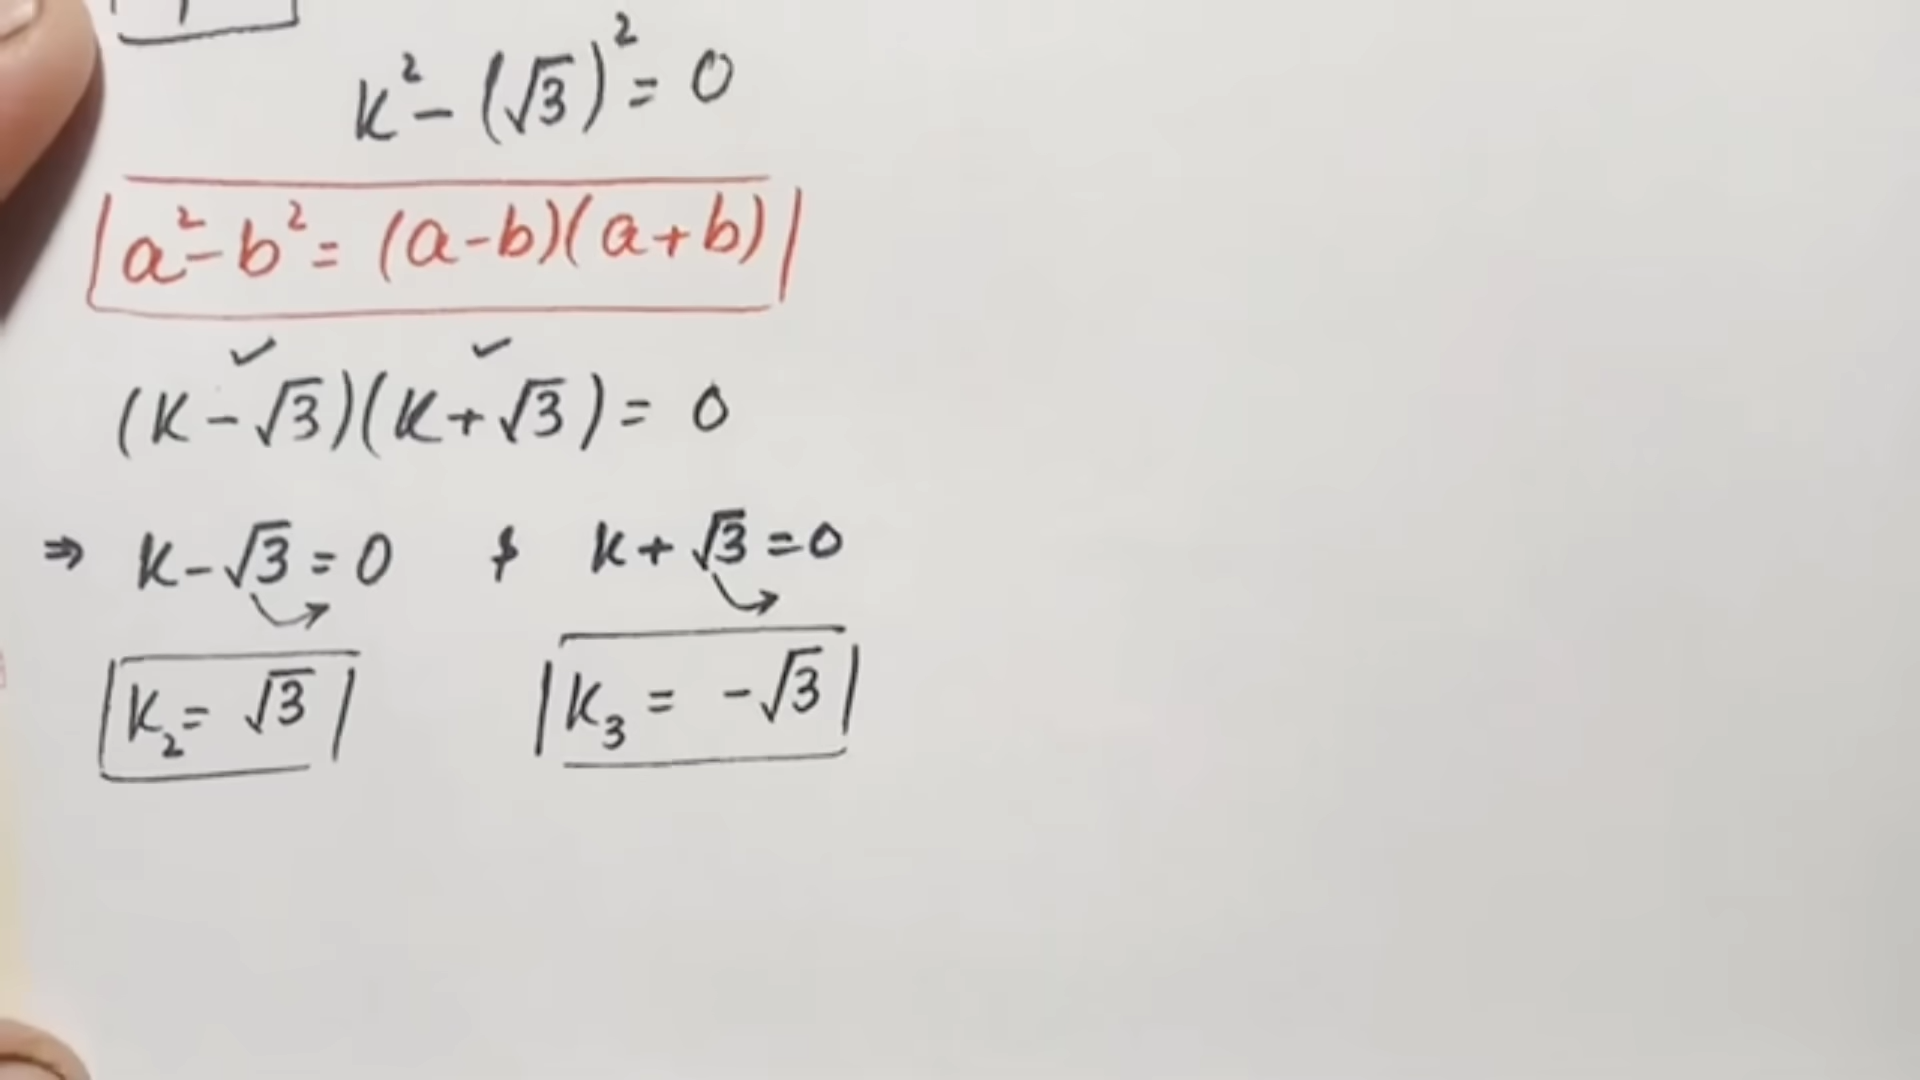 K² - (√3)² = 0
a² - b² = (a-b)(a+b)
(K - √3)(K + √3) = 0
⇒ K - √3 = 0 & K + √3 = 0
K₂ = √3 K₃ = -√3